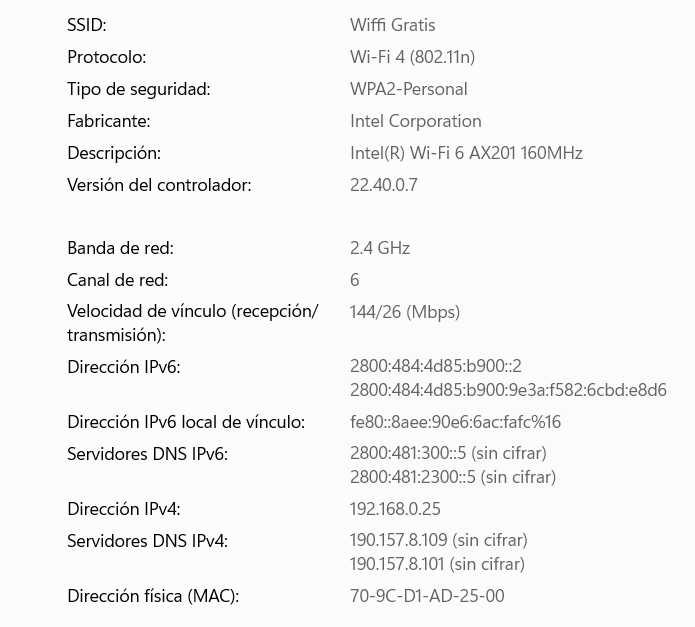 SSID: Wiffi Gratis
Protocolo: Wi-Fi 4 (802.11n)
Tipo de seguridad: WPA2-Personal
Fabricante: Intel Corporation
Descripción: Intel(R) Wi-Fi 6 AX201 160MHz
Versión del controlador: 22.40.0.7
Banda de red: 2.4 GHz
Canal de red: 6
Velocidad de vínculo (recepción/ 144/26 (Mbps)
transmisión):
Dirección IPv6: 2800:484:4d85:b900::2
2800:484:4d85:b900:9e3a:f582:6cbd:e8d6
Dirección IPv6 local de vínculo: fe80::8aee:90e6:6ac:fafc%16
Servidores DNS IPv6: 2800:481:300::5 (sin cifrar)
2800:481:2300::5 (sin cifrar)
Dirección IPv4: 192.168.0.25
Servidores DNS IPv4: 190.157.8.109 (sin cifrar)
190.157.8.101 (sin cifrar)
Dirección física (MAC): 70-9C-D1-AD-25-00